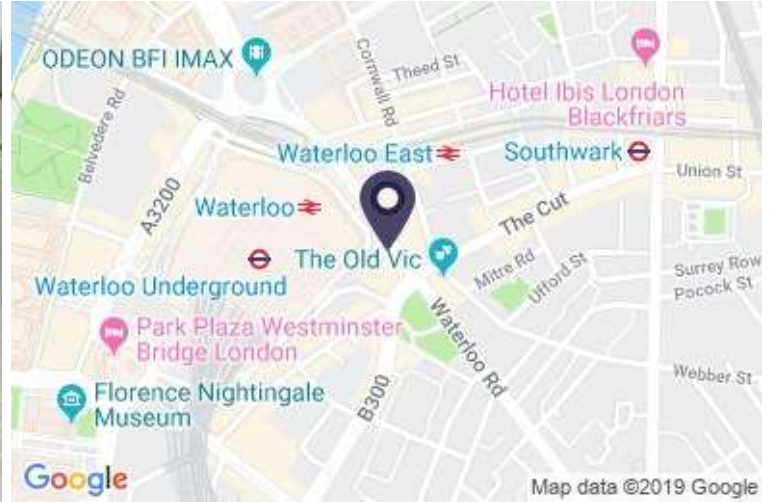 ODEON BFI IMAX
Cornwall Rd
Theed St
Hotel Ibis London
Blackfriars
Belvedere Rd
Waterloo East
Southwark
Union St
A3200
Waterloo
The Cut
The Old Vic
Mitre Rd
Ufford St
Surrey Row
Pocock St
Waterloo Underground
Park Plaza Westminster
Bridge London
Waterloo Rd
Webber St
B300
Florence Nightingale
Museum
Google
Map data ©2019 Google